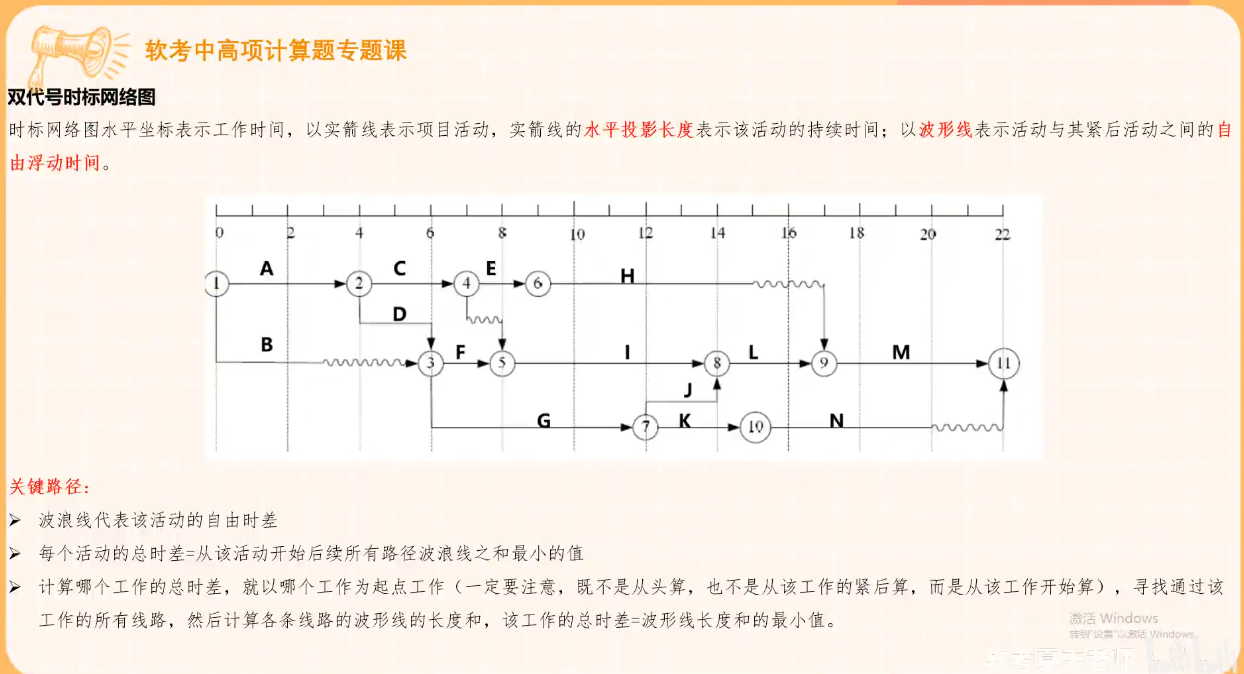 软考中高项计算题专题课
双代号时标网络图
时标网络图水平坐标表示工作时间，以实箭线表示项目活动，实箭线的水平投影长度表示该活动的持续时间；以波形线表示活动与其紧后活动之间的自
由浮动时间。
0 2 4 6 8 10 12 14 16 18 20 22
A C E H
1 2 4 6
D
B F I L M
3 5 8 9 11
J
G K N
7 10
关键路径：
➢ 波浪线代表该活动的自由时差
➢ 每个活动的总时差=从该活动开始后续所有路径波浪线之和最小的值
➢ 计算哪个工作的总时差，就以哪个工作为起点工作（一定要注意，既不是从头算，也不是从该工作的紧后算，而是从该工作开始算），寻找通过该
工作的所有线路，然后计算各条线路的波形线的长度和，该工作的总时差=波形线长度和的最小值。
激活 Windows
转到"设置"以激活 Windows。